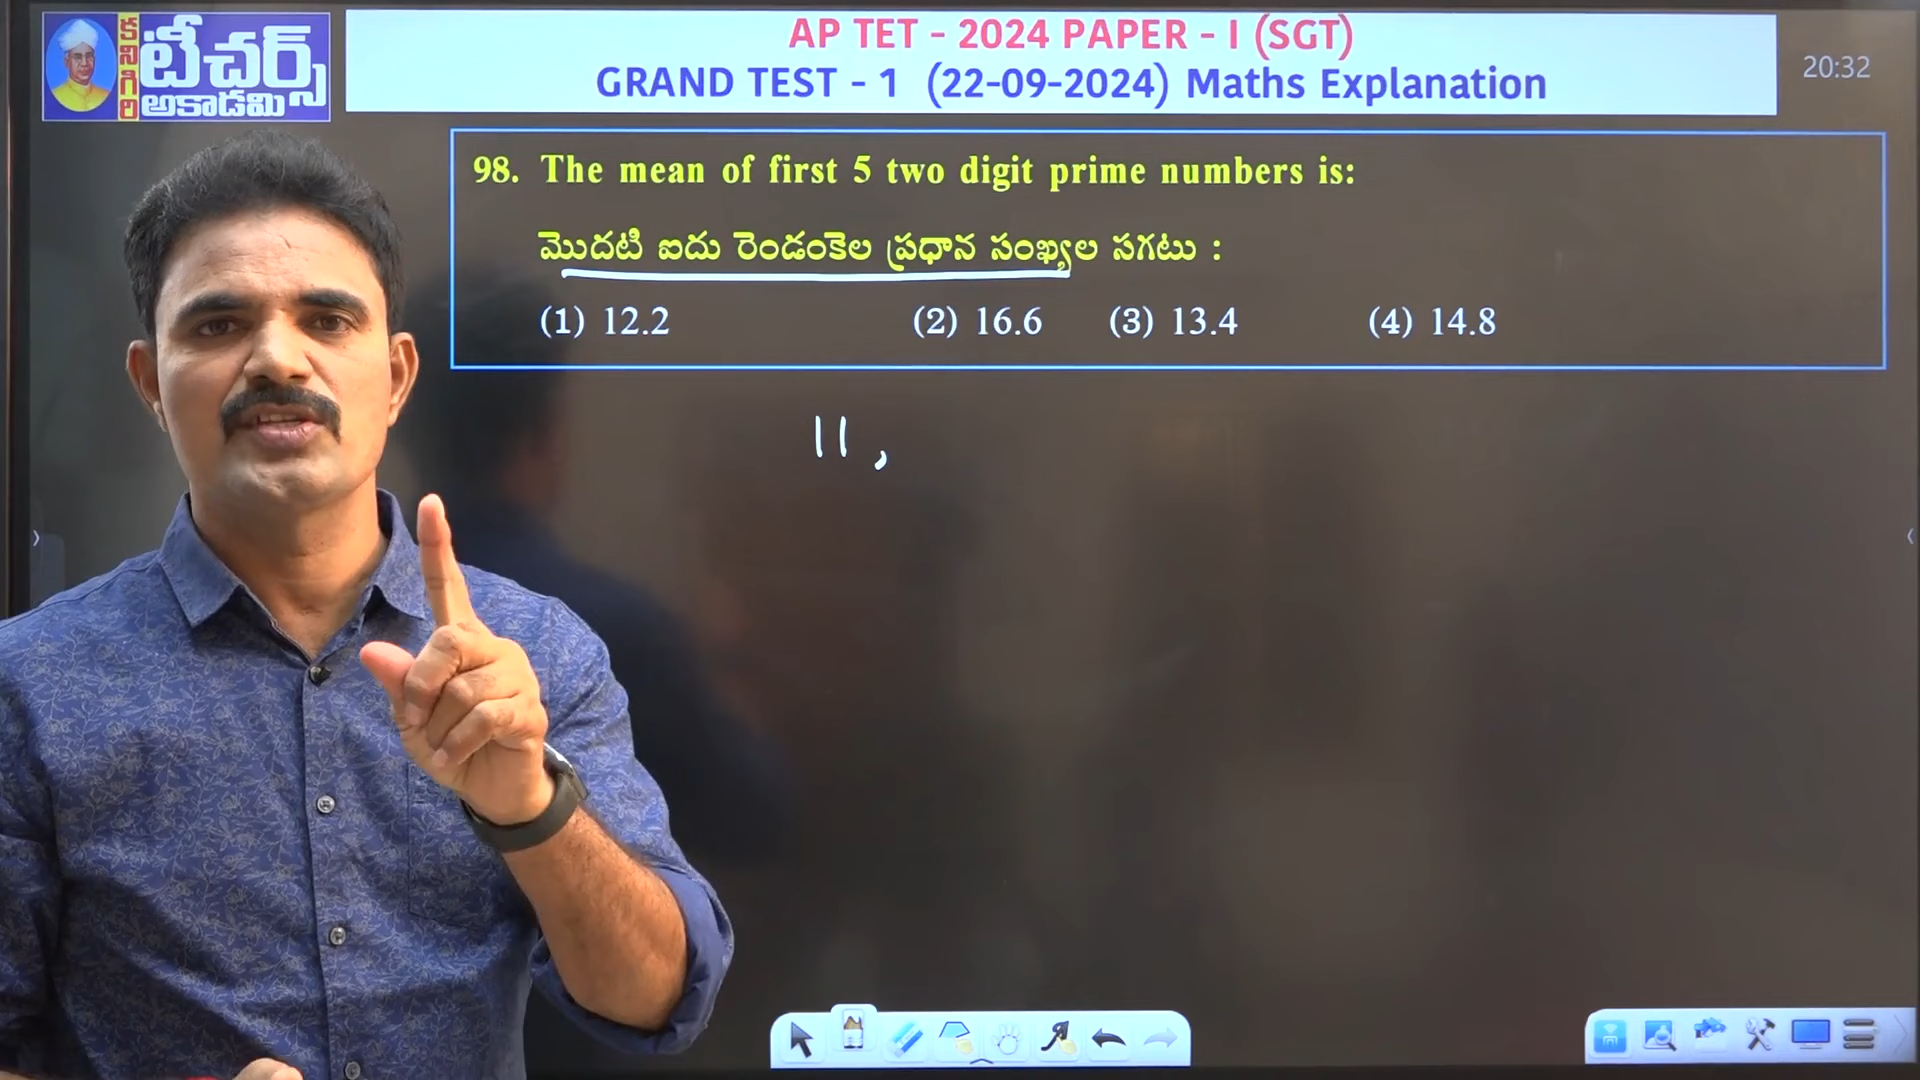 కనిగిరి
టీచర్స్
అకాడమి
AP TET - 2024 PAPER - I (SGT)
GRAND TEST - 1 (22-09-2024) Maths Explanation
20:32
98. The mean of first 5 two digit prime numbers is:
మొదటి ఐదు రెండంకెల ప్రధాన సంఖ్యల సగటు :
(1) 12.2 (2) 16.6 (3) 13.4 (4) 14.8
11 ,